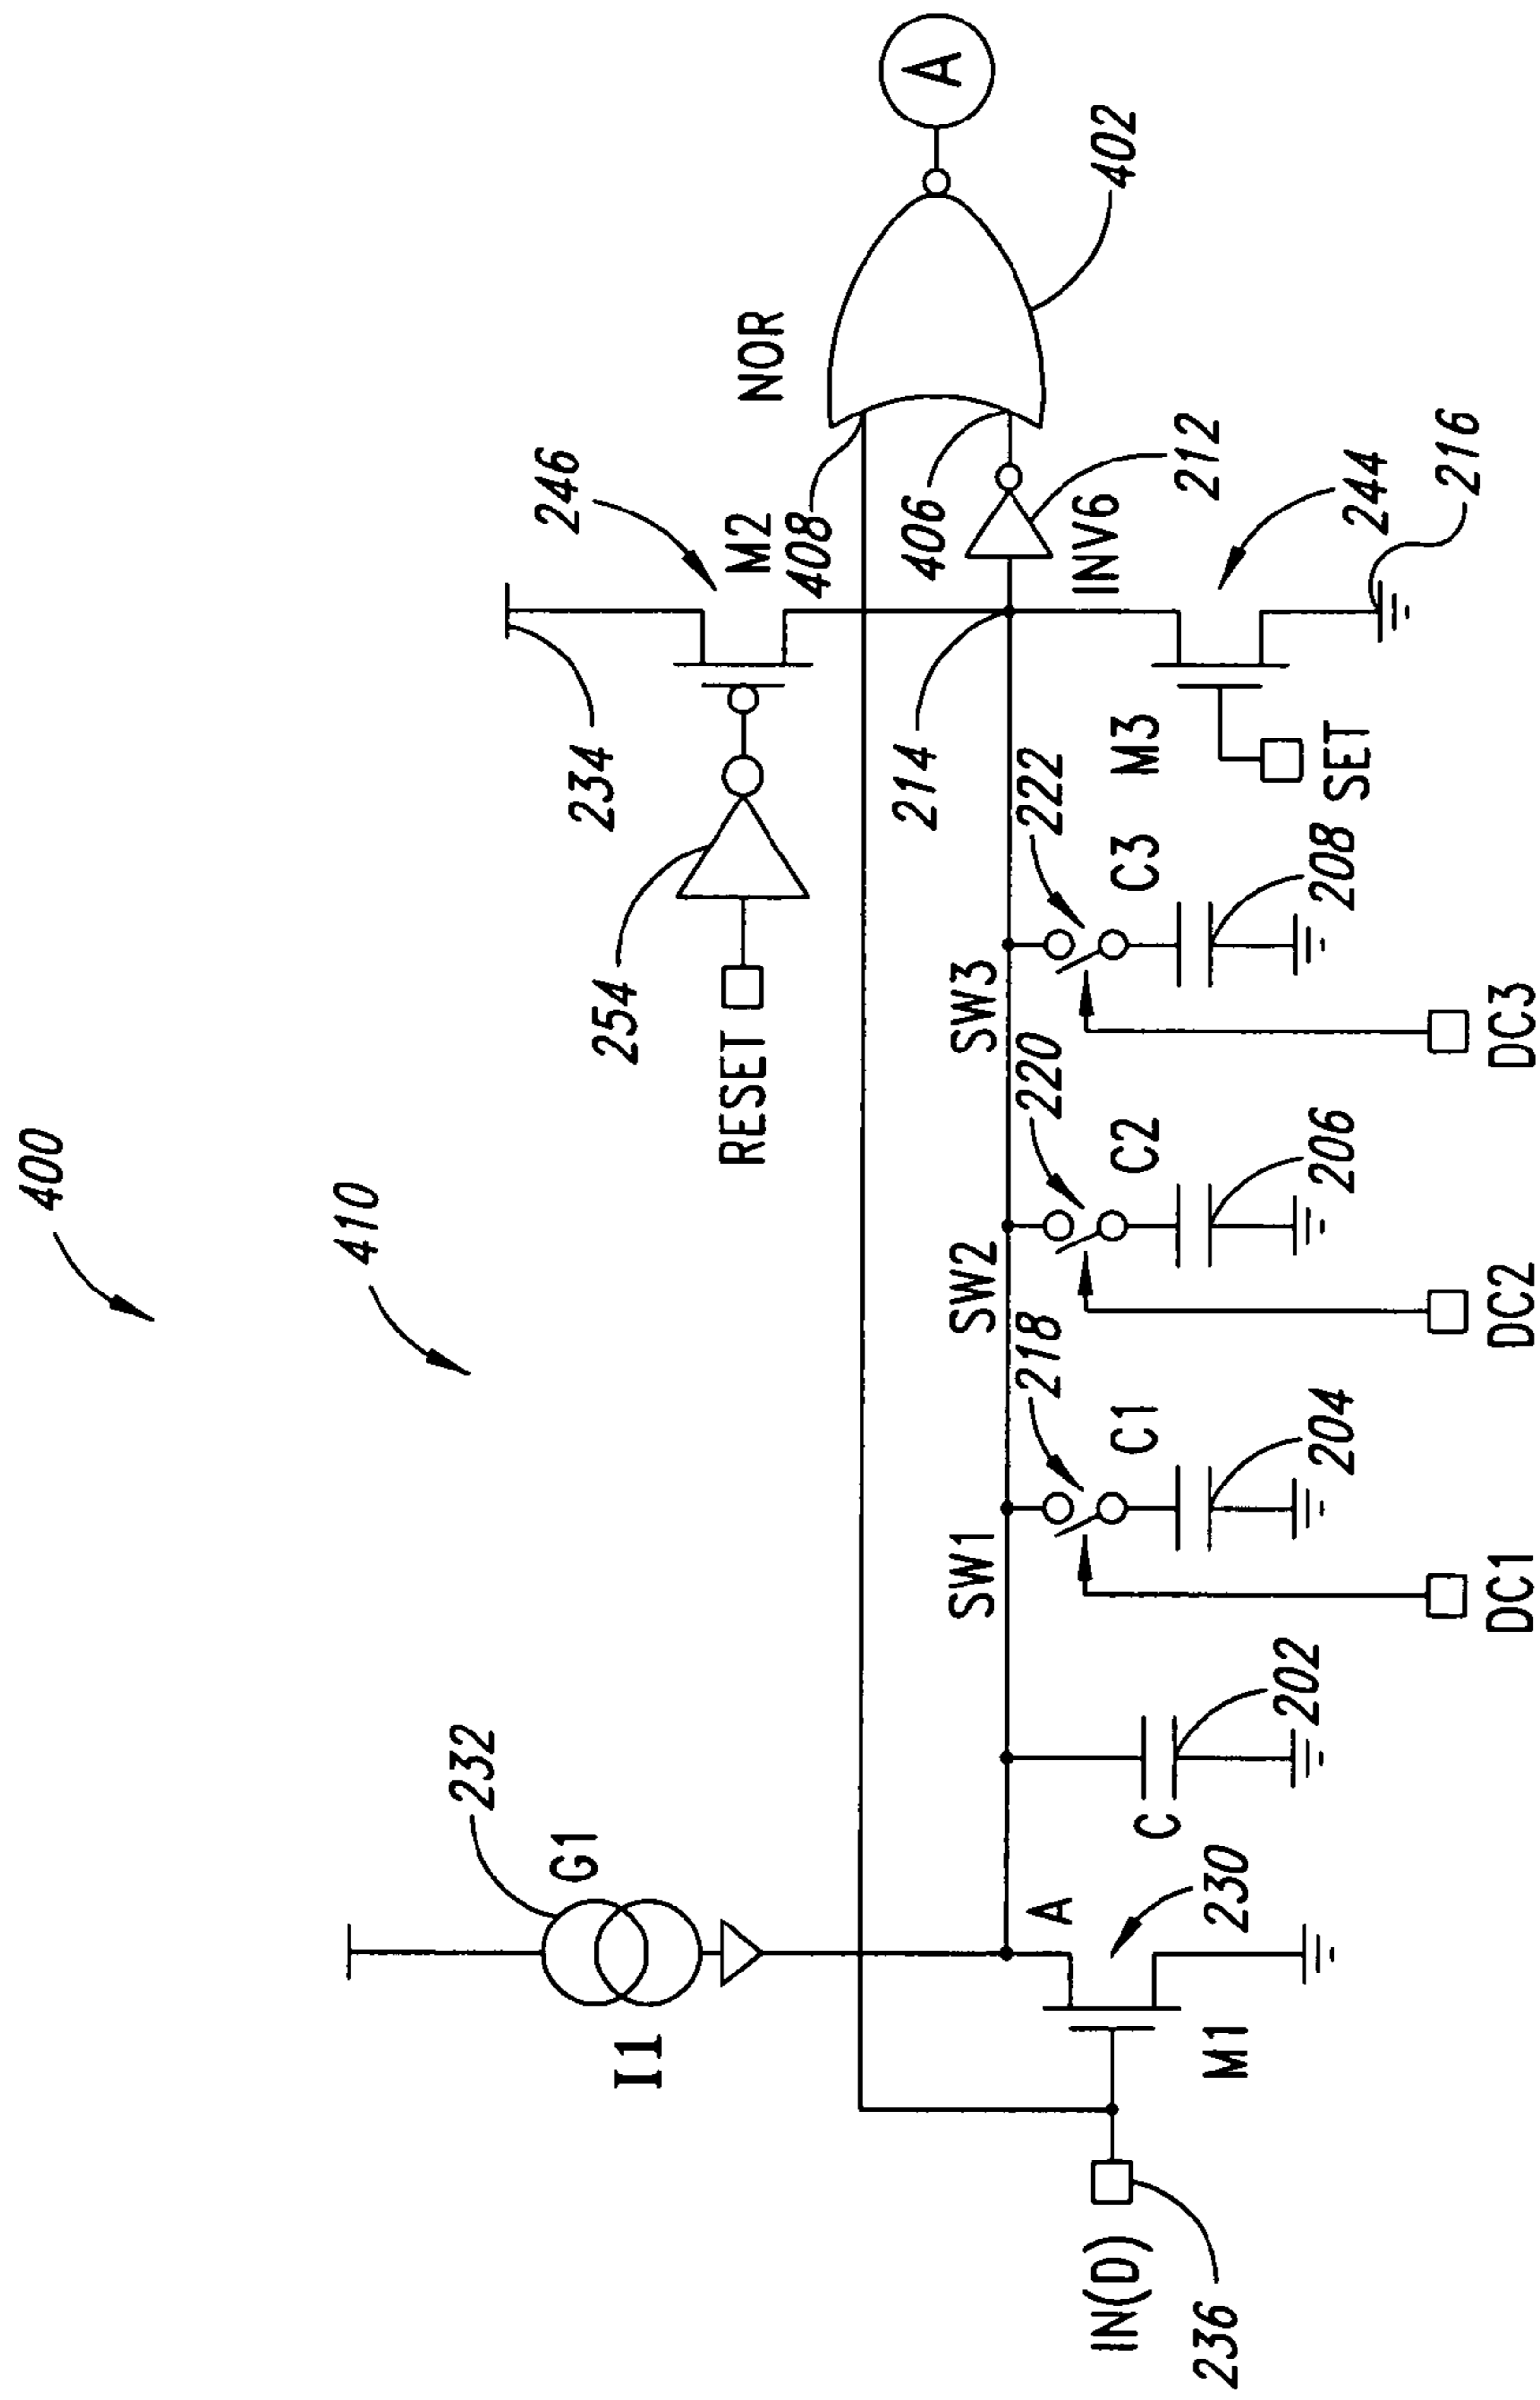 400
410
232
G1
I1
IN(D)
236
A
M1
230
C
202
SW1
218
C1
204
DC1
SW2
220
C2
206
DC2
SW3
222
C3
208
DC3
RESET
254
234
246
M2
214
M3
SET
244
216
INV6
212
408
406
NOR
402
A